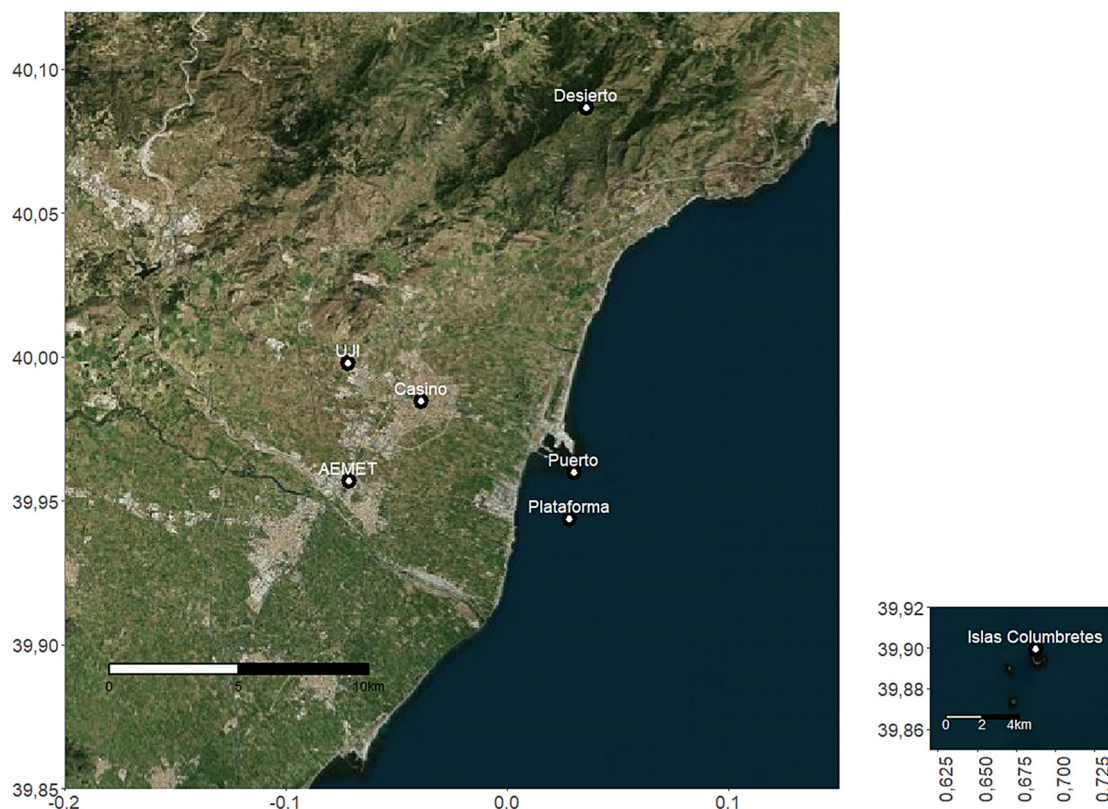 40,10
40,05
40,00
39,95
39,90
39,85
-0.2
-0.1
0.0
0.1
Desierto
UJI
Casino
AEMET
Puerto
Plataforma
0
5
10km
39,92
39,90
39,88
39,86
Islas Columbretes
0
2
4km
0,625
0,650
0,675
0,700
0,725